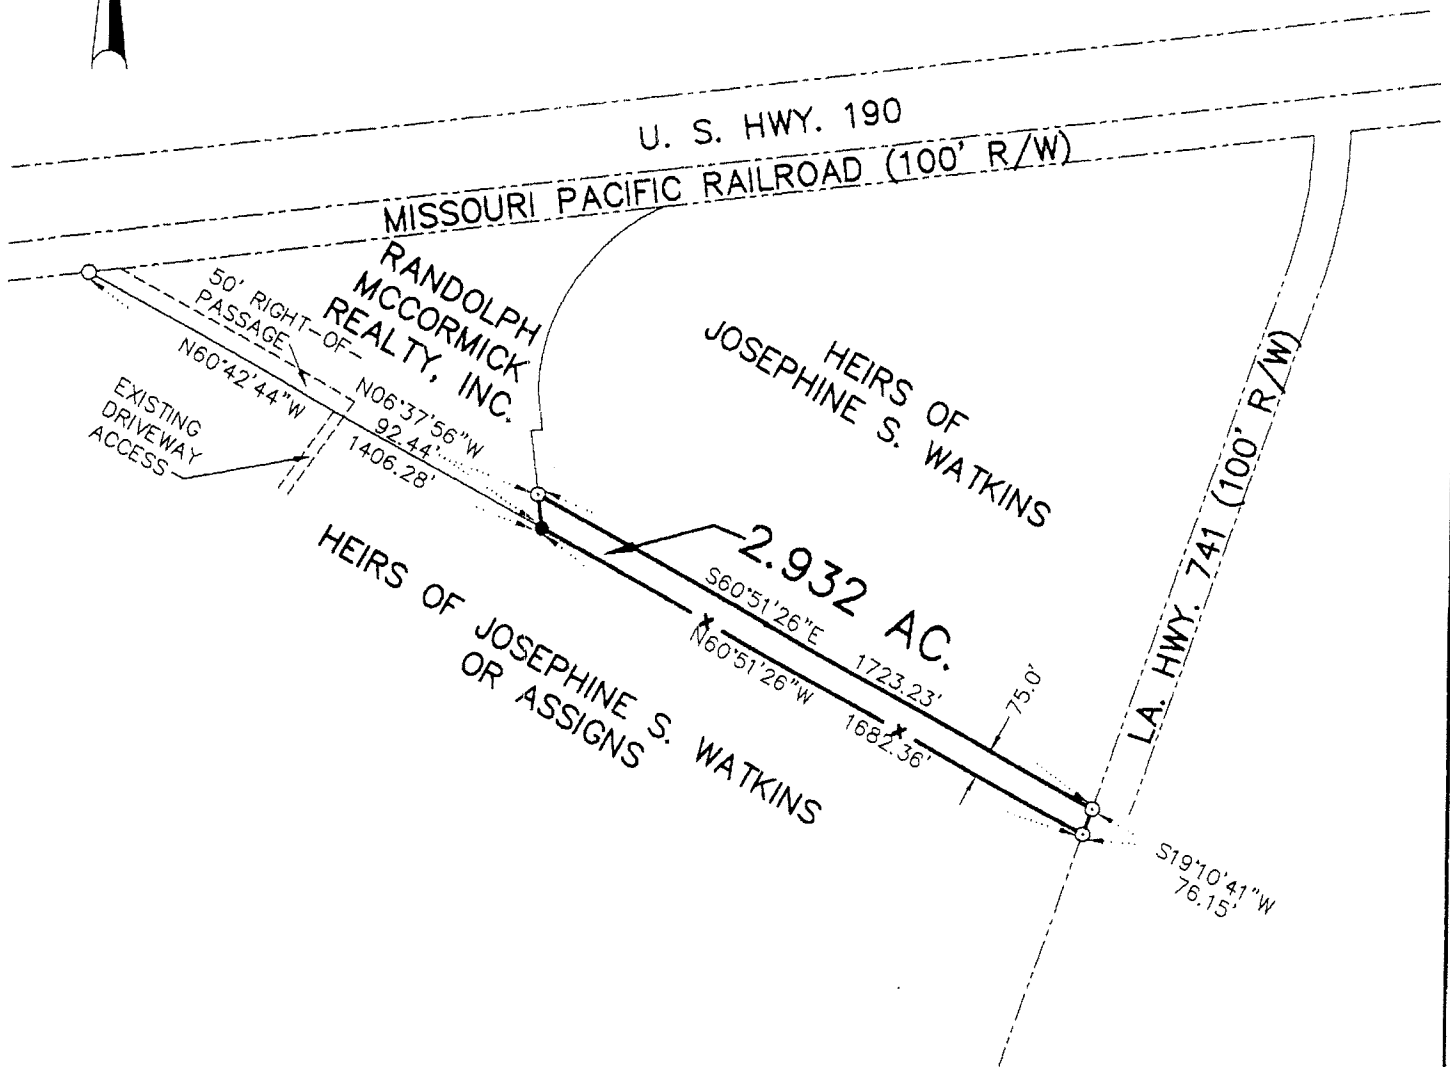 U. S. HWY. 190
MISSOURI PACIFIC RAILROAD (100' R/W)
RANDOLPH
MCCORMICK
REALTY, INC.
50' RIGHT-OF-
PASSAGE
N60°42'44"W
EXISTING
DRIVEWAY
ACCESS
N06°37'56"W
92.44'
1406.28'
HEIRS OF
JOSEPHINE S. WATKINS
LA. HWY. 741 (100' R/W)
2.932 AC.
S60°51'26"E
1723.23'
N60°51'26"W
1682.36'
75.0'
HEIRS OF JOSEPHINE S. WATKINS
OR ASSIGNS
S19°10'41"W
76.15'